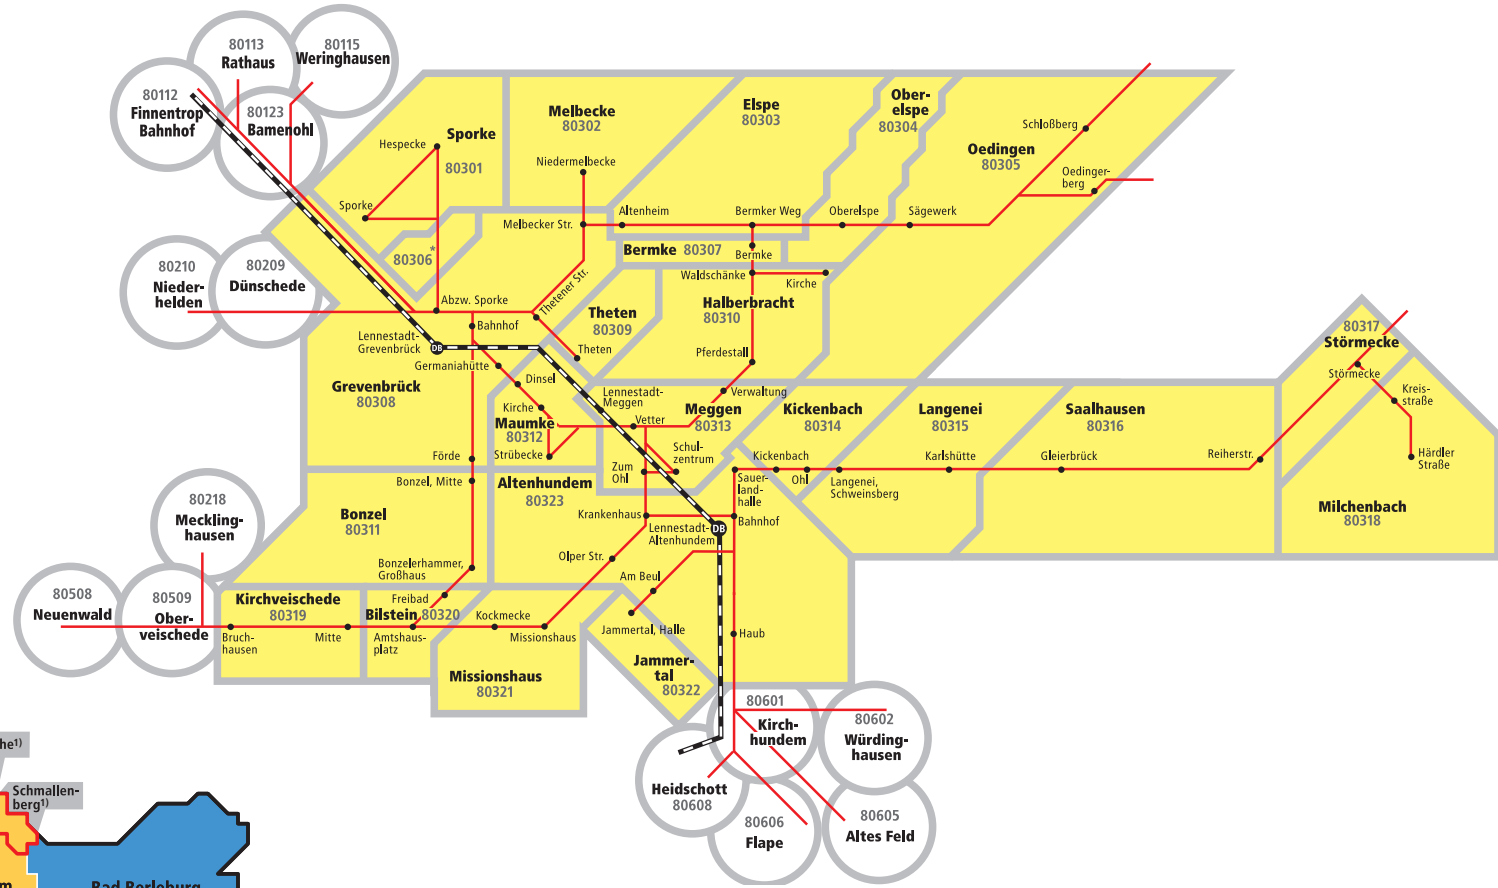 80113
Rathaus
80115
Weringhausen
80112
Finnentrop
Bahnhof
80123
Bamenohl
Sporke
80301
Hespecke
Sporke
Melbecke
80302
Niedermelbecke
Melbecker Str.
Elspe
80303
Altenheim
Bermker Weg
Ober-
elspe
80304
Oberelspe
Sägewerk
Oedingen
80305
Schloßberg
Oedinger-
berg
80306
*
Bermke 80307
Bermke
Waldschänke
Kirche
Halberbracht
80310
Pferdestall
Theten
80309
Thetener Str.
Theten
80210
Nieder-
helden
80209
Dünschede
Abzw. Sporke
Bahnhof
Lennestadt-
Grevenbrück
DB
Germaniahütte
Dinsel
Grevenbrück
80308
Kirche
Maumke
80312
Strübecke
Förde
Lennestadt-
Meggen
Vetter
Verwaltung
Meggen
80313
Schul-
zentrum
Zum
Ohl
Kickenbach
80314
Kickenbach
Ohl
Langenei
80315
Langenei,
Schweinsberg
Karlshütte
Saalhausen
80316
Gleierbrück
Reiherstr.
80317
Störmecke
Störmecke
Kreis-
straße
Härdler
Straße
Milchenbach
80318
Sauer-
land-
halle
Bahnhof
Bonzel, Mitte
Bonzel
80311
Bonzelerhammer,
Großhaus
Altenhundem
80323
Krankenhaus
Lennestadt-
Altenhundem
DB
Olper Str.
Am Beul
Jammertal, Halle
Haub
80218
Meckling-
hausen
80508
Neuenwald
80509
Ober-
veischede
Kirchveischede
80319
Bruch-
hausen
Mitte
Freibad
Bilstein 80320
Amtshaus-
platz
Kockmecke
Missionshaus
Missionshaus
80321
Jammer-
tal
80322
80601
Kirch-
hundem
80602
Würding-
hausen
Heidschott
80608
80606
Flape
80605
Altes Feld
he¹⁾
Schmallen-
berg¹⁾
m
Bad Berleburg